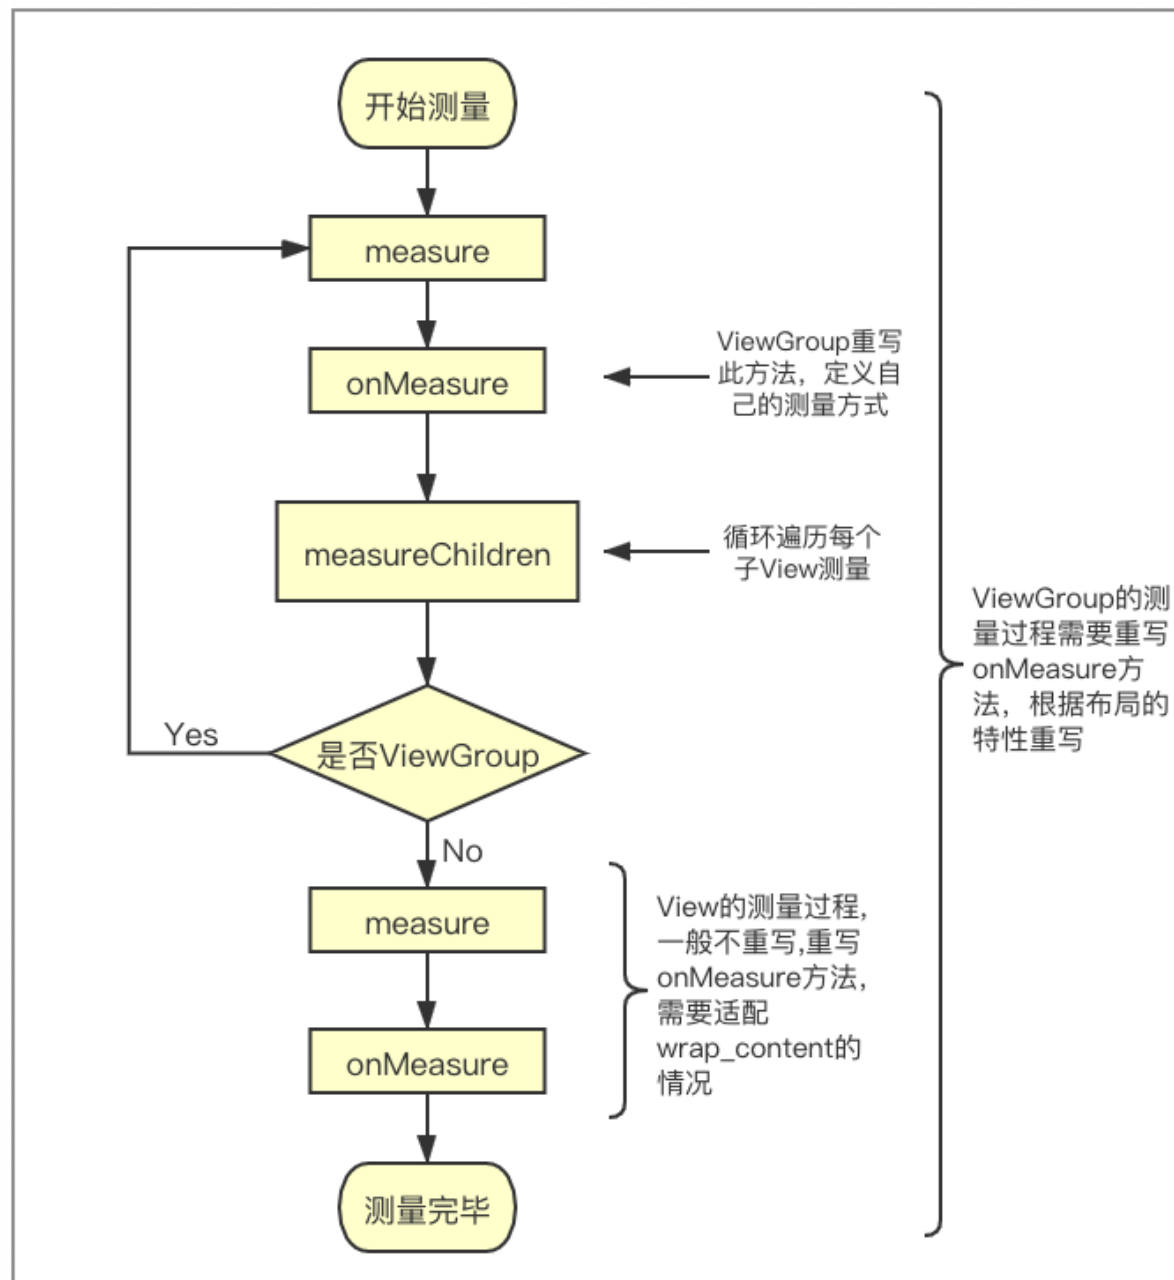 开始测量
measure
onMeasure
ViewGroup重写
此方法，定义自
己的测量方式
measureChildren
循环遍历每个
子View测量
ViewGroup的测
量过程需要重写
onMeasure方
法，根据布局的
特性重写
是否ViewGroup
Yes
No
measure
onMeasure
View的测量过程,
一般不重写,重写
onMeasure方法,
需要适配
wrap_content的
情况
测量完毕